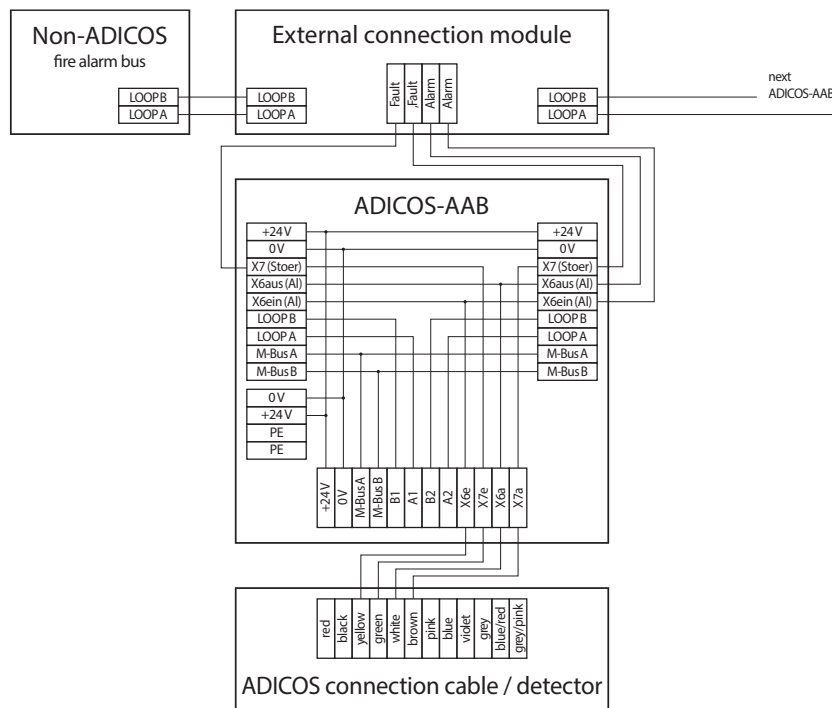 Non-ADICOS
fire alarm bus
LOOP B
LOOP A
External connection module
LOOP B
LOOP A
Fault
,Fault
Alarm
Alarm
LOOP B
LOOP A
next
ADICOS-AAB
ADICOS-AAB
+24 V
0 V
X7 (Stoer)
X6aus (Al)
X6ein (Al)
LOOP B
LOOP A
M-Bus A
M-Bus B
0 V
+24 V
PE
PE
+24 V
0 V
X7 (Stoer)
X6aus (Al)
X6ein (Al)
LOOP B
LOOP A
M-Bus A
M-Bus B
+24 V
0 V
M-Bus A
M-Bus B
B1
A1
B2
A2
X6e
X7e
X6a
X7a
red
black
yellow
green
white
brown
pink
blue
violet
grey
blue/red
grey/pink
ADICOS connection cable / detector